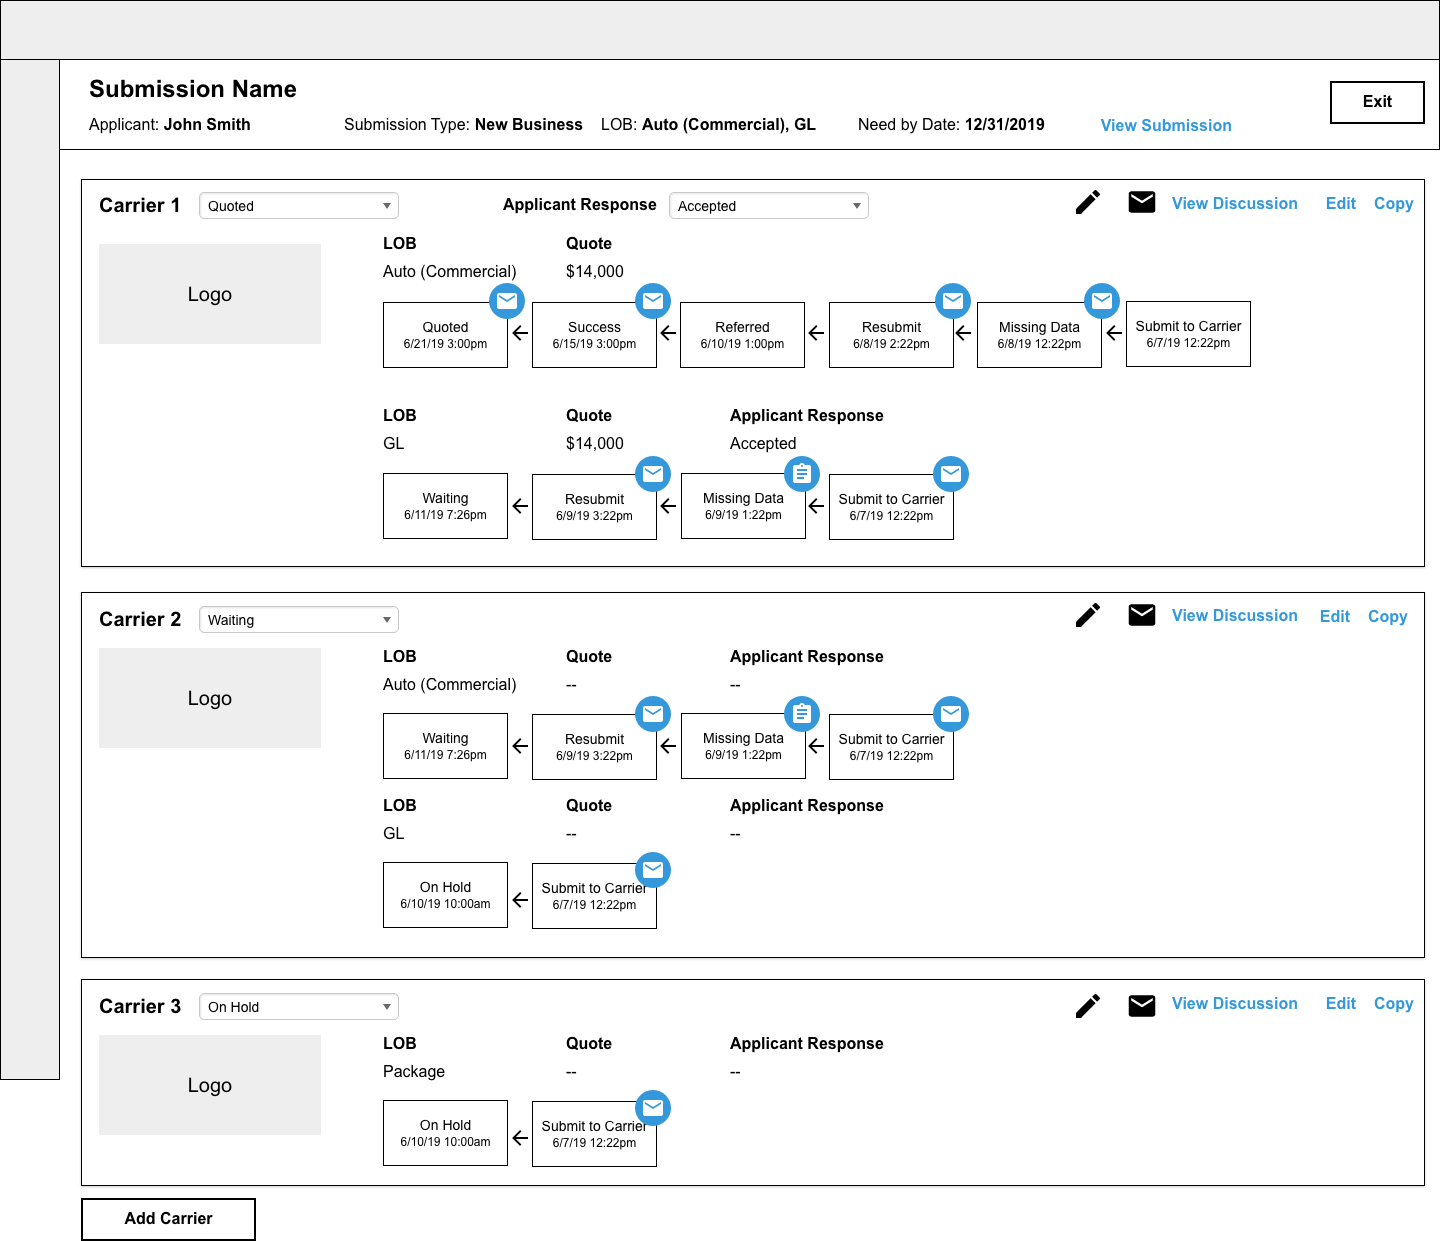 Submission Name
Exit
Applicant: John Smith Submission Type: New Business LOB: Auto (Commercial), GL Need by Date: 12/31/2019 View Submission
Carrier 1 Quoted Applicant Response Accepted View Discussion Edit Copy
Logo
LOB Quote
Auto (Commercial) $14,000
Quoted Success Referred Resubmit Missing Data Submit to Carrier
6/21/19 3:00pm 6/15/19 3:00pm 6/10/19 1:00pm 6/8/19 2:22pm 6/8/19 12:22pm 6/7/19 12:22pm
LOB Quote Applicant Response
GL $14,000 Accepted
Waiting Resubmit Missing Data Submit to Carrier
6/11/19 7:26pm 6/9/19 3:22pm 6/9/19 1:22pm 6/7/19 12:22pm
Carrier 2 Waiting View Discussion Edit Copy
Logo
LOB Quote Applicant Response
Auto (Commercial) -- --
Waiting Resubmit Missing Data Submit to Carrier
6/11/19 7:26pm 6/9/19 3:22pm 6/9/19 1:22pm 6/7/19 12:22pm
LOB Quote Applicant Response
GL -- --
On Hold Submit to Carrier
6/10/19 10:00am 6/7/19 12:22pm
Carrier 3 On Hold View Discussion Edit Copy
Logo
LOB Quote Applicant Response
Package -- --
On Hold Submit to Carrier
6/10/19 10:00am 6/7/19 12:22pm
Add Carrier